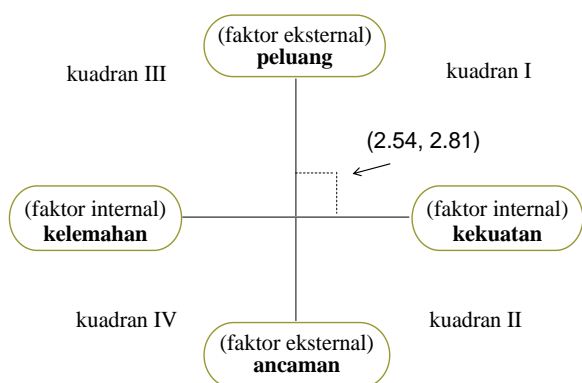 (faktor eksternal)
peluang
kuadran III
kuadran I
(2.54, 2.81)
(faktor internal)
kelemahan
(faktor internal)
kekuatan
kuadran IV
kuadran II
(faktor eksternal)
ancaman